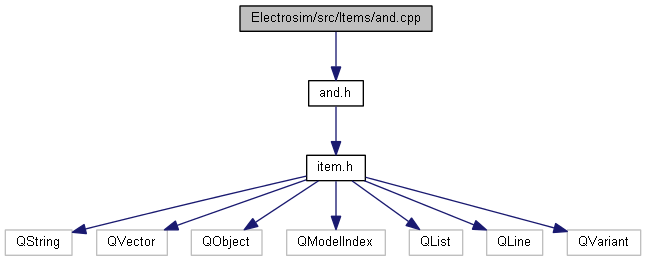 Electrosim/src/Items/and.cpp
and.h
item.h
QString
QVector
QObject
QModelIndex
QList
QLine
QVariant